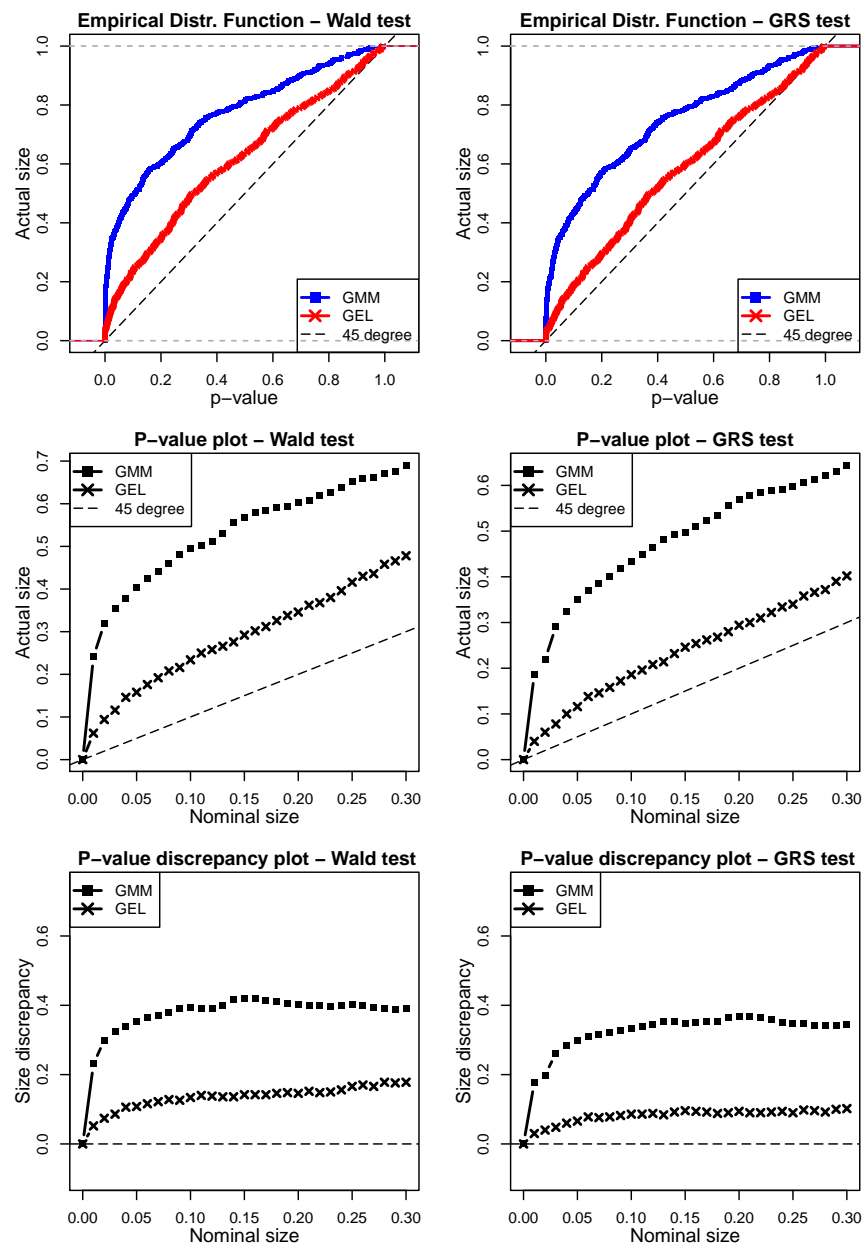 Empirical Distr. Function − Wald test
Actual size
1.0
0.8
0.6
0.4
0.2
0.0
GMM
GEL
45 degree
0.0 0.2 0.4 0.6 0.8 1.0
p−value
Empirical Distr. Function − GRS test
Actual size
1.0
0.8
0.6
0.4
0.2
0.0
GMM
GEL
45 degree
0.0 0.2 0.4 0.6 0.8 1.0
p−value
P−value plot − Wald test
Actual size
0.7
0.6
0.5
0.4
0.3
0.2
0.1
0.0
GMM
GEL
45 degree
0.00 0.05 0.10 0.15 0.20 0.25 0.30
Nominal size
P−value plot − GRS test
Actual size
0.6
0.5
0.4
0.3
0.2
0.1
0.0
GMM
GEL
45 degree
0.00 0.05 0.10 0.15 0.20 0.25 0.30
Nominal size
P−value discrepancy plot − Wald test
Size discrepancy
0.6
0.4
0.2
0.0
GMM
GEL
0.00 0.05 0.10 0.15 0.20 0.25 0.30
Nominal size
P−value discrepancy plot − GRS test
Size discrepancy
0.6
0.4
0.2
0.0
GMM
GEL
0.00 0.05 0.10 0.15 0.20 0.25 0.30
Nominal size